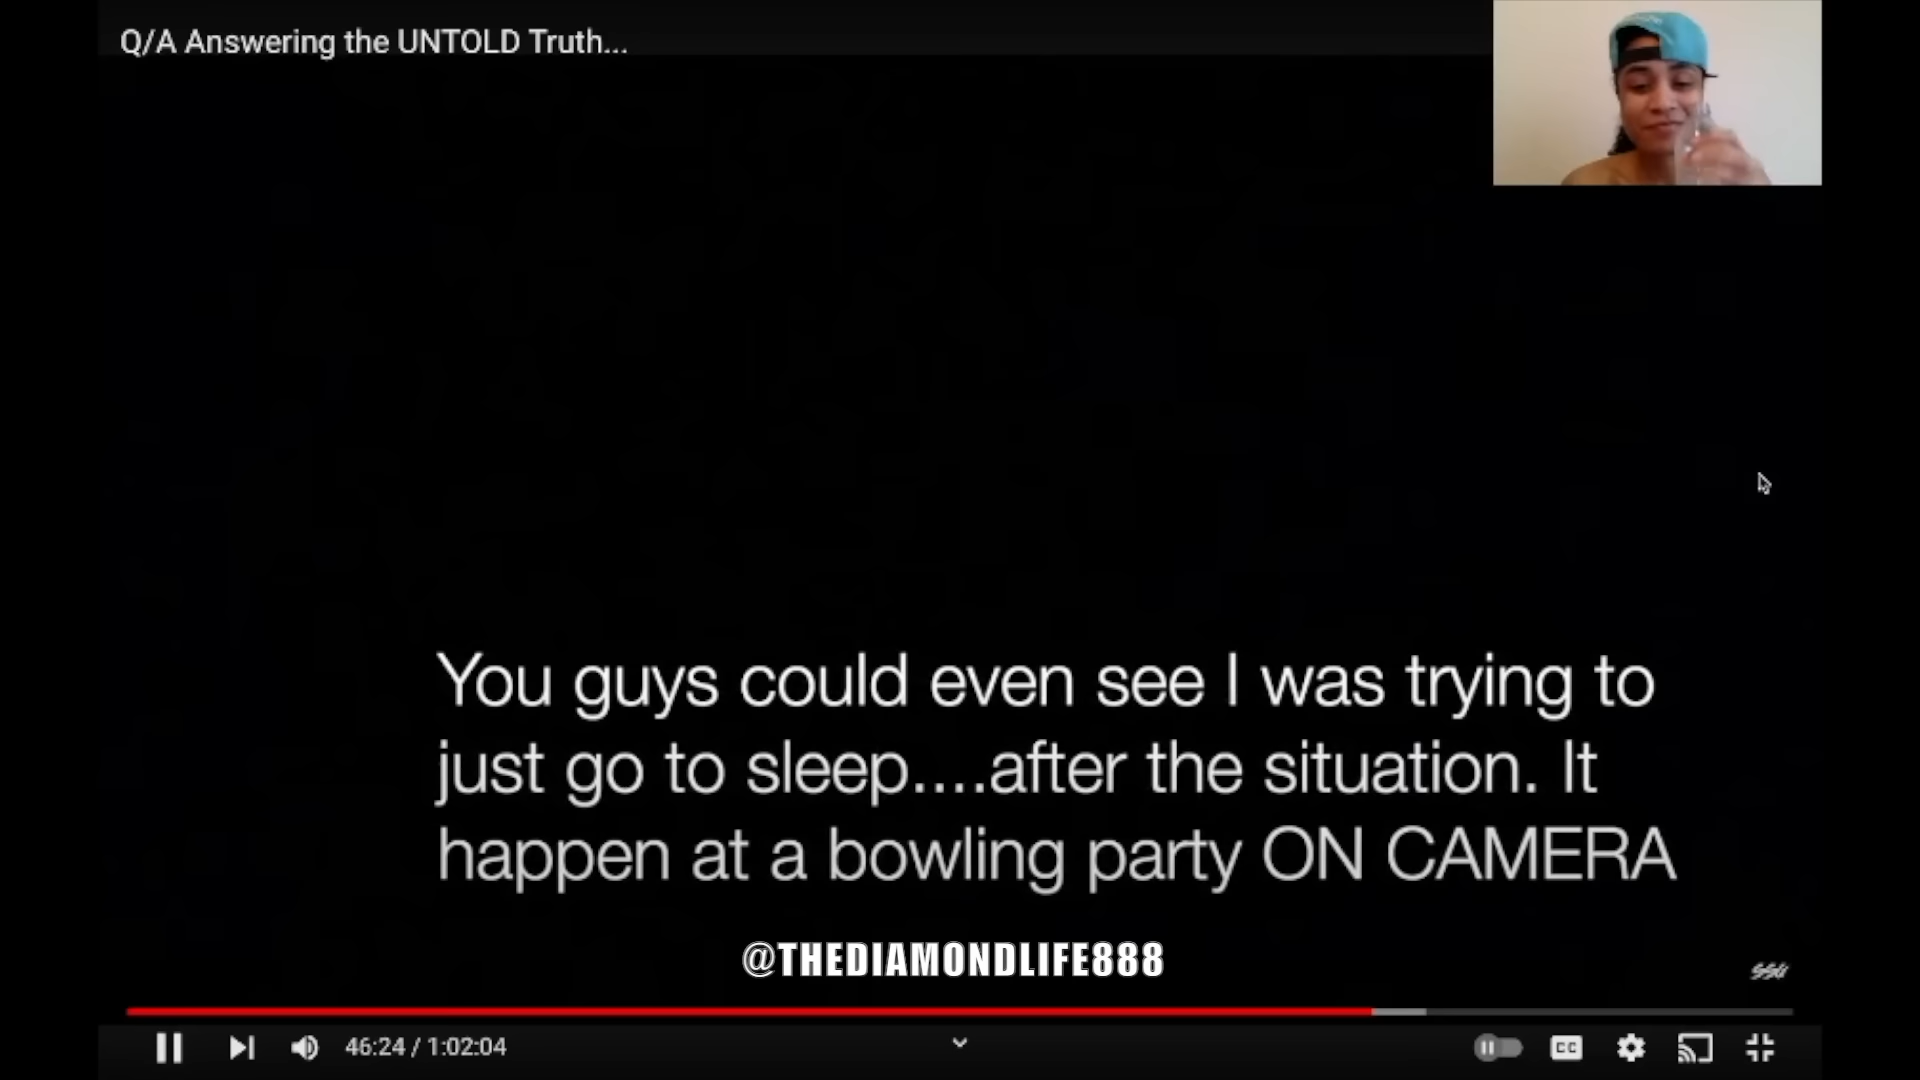 Q/A Answering the UNTOLD Truth...
You guys could even see I was trying to
just go to sleep....after the situation. It
happen at a bowling party ON CAMERA
@THEDIAMONDLIFE888
46:24 / 1:02:04
CC